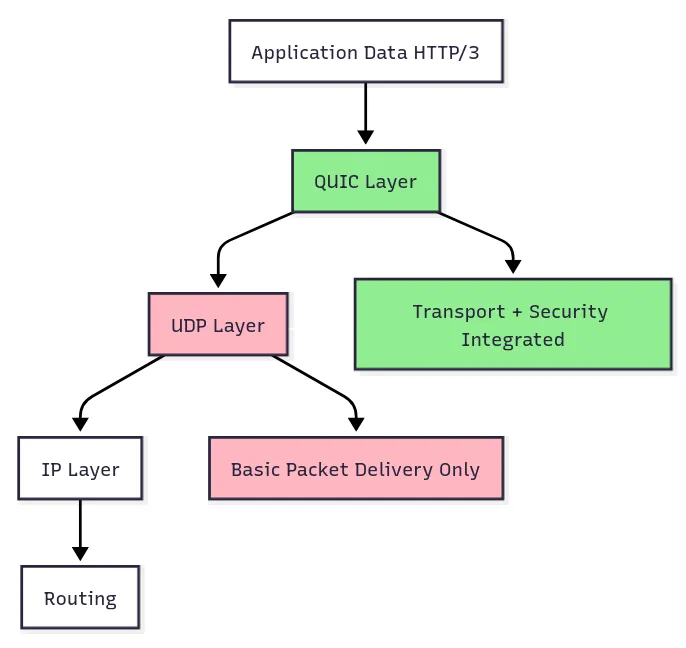 Application Data HTTP/3
QUIC Layer
UDP Layer
Transport + Security
Integrated
IP Layer
Basic Packet Delivery Only
Routing